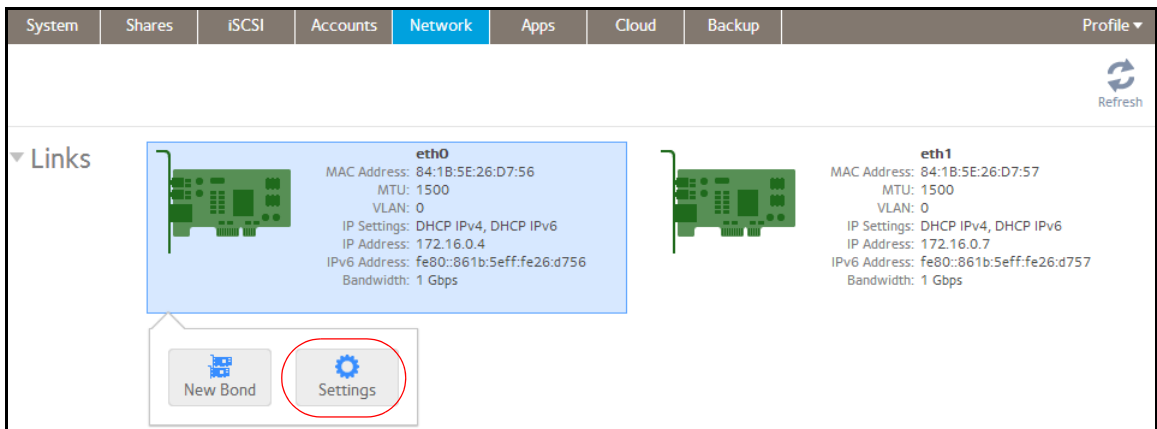 System Shares iSCSI Accounts Network Apps Cloud Backup Profile ▾
Refresh
Links
eth0
MAC Address: 84:1B:5E:26:D7:56
MTU: 1500
VLAN: 0
IP Settings: DHCP IPv4, DHCP IPv6
IP Address: 172.16.0.4
IPv6 Address: fe80::861b:5eff:fe26:d756
Bandwidth: 1 Gbps
eth1
MAC Address: 84:1B:5E:26:D7:57
MTU: 1500
VLAN: 0
IP Settings: DHCP IPv4, DHCP IPv6
IP Address: 172.16.0.7
IPv6 Address: fe80::861b:5eff:fe26:d757
Bandwidth: 1 Gbps
New Bond
Settings